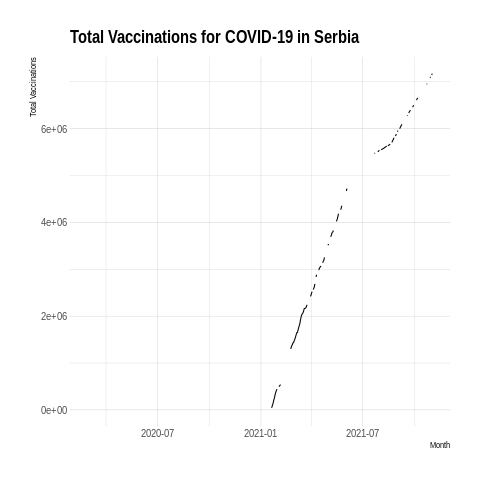 Total Vaccinations for COVID-19 in Serbia
Total Vaccinations
6e+06
4e+06
2e+06
0e+00
2020-07
2021-01
2021-07
Month